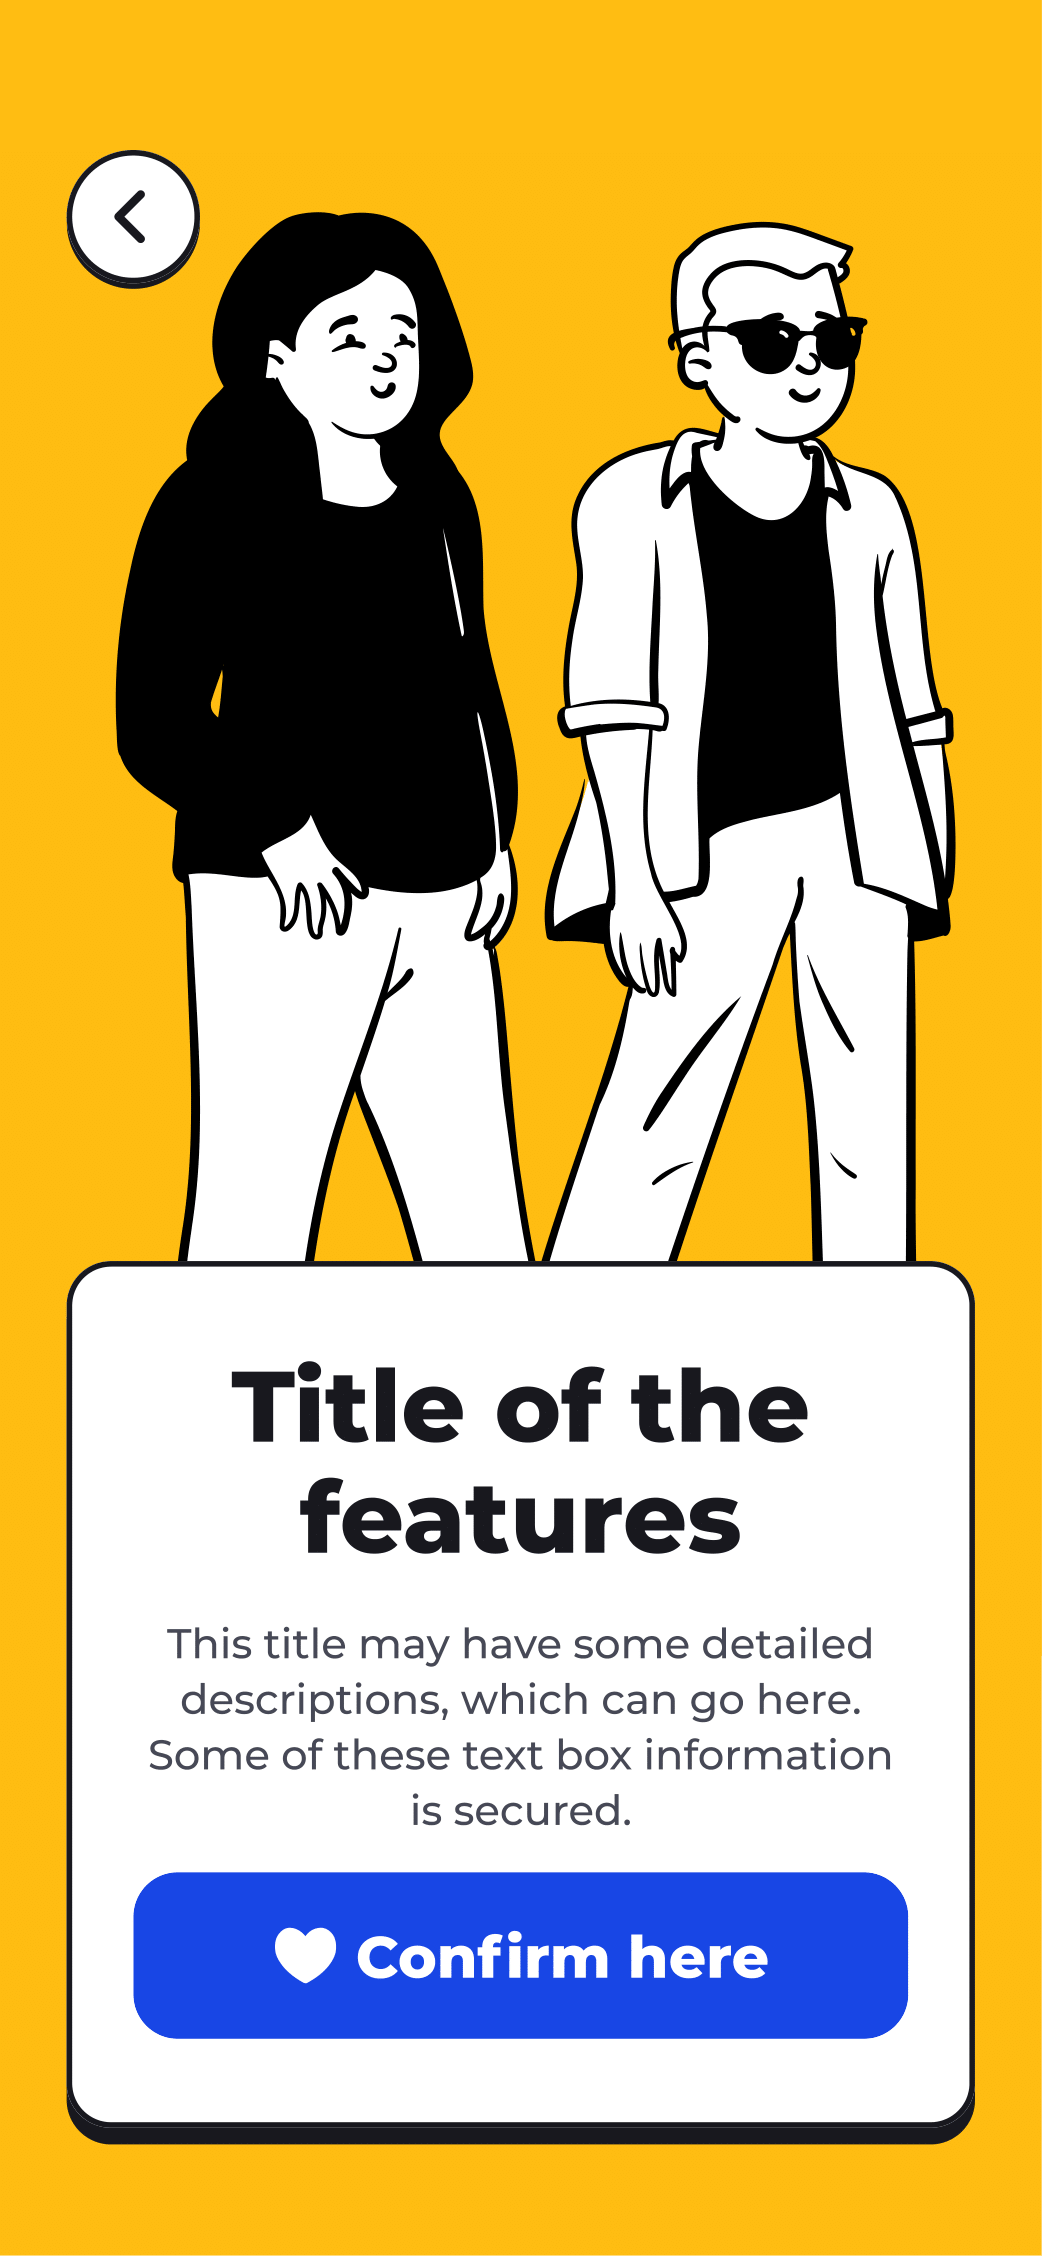 Title of the
features
This title may have some detailed
descriptions, which can go here.
Some of these text box information
is secured.
Confirm here